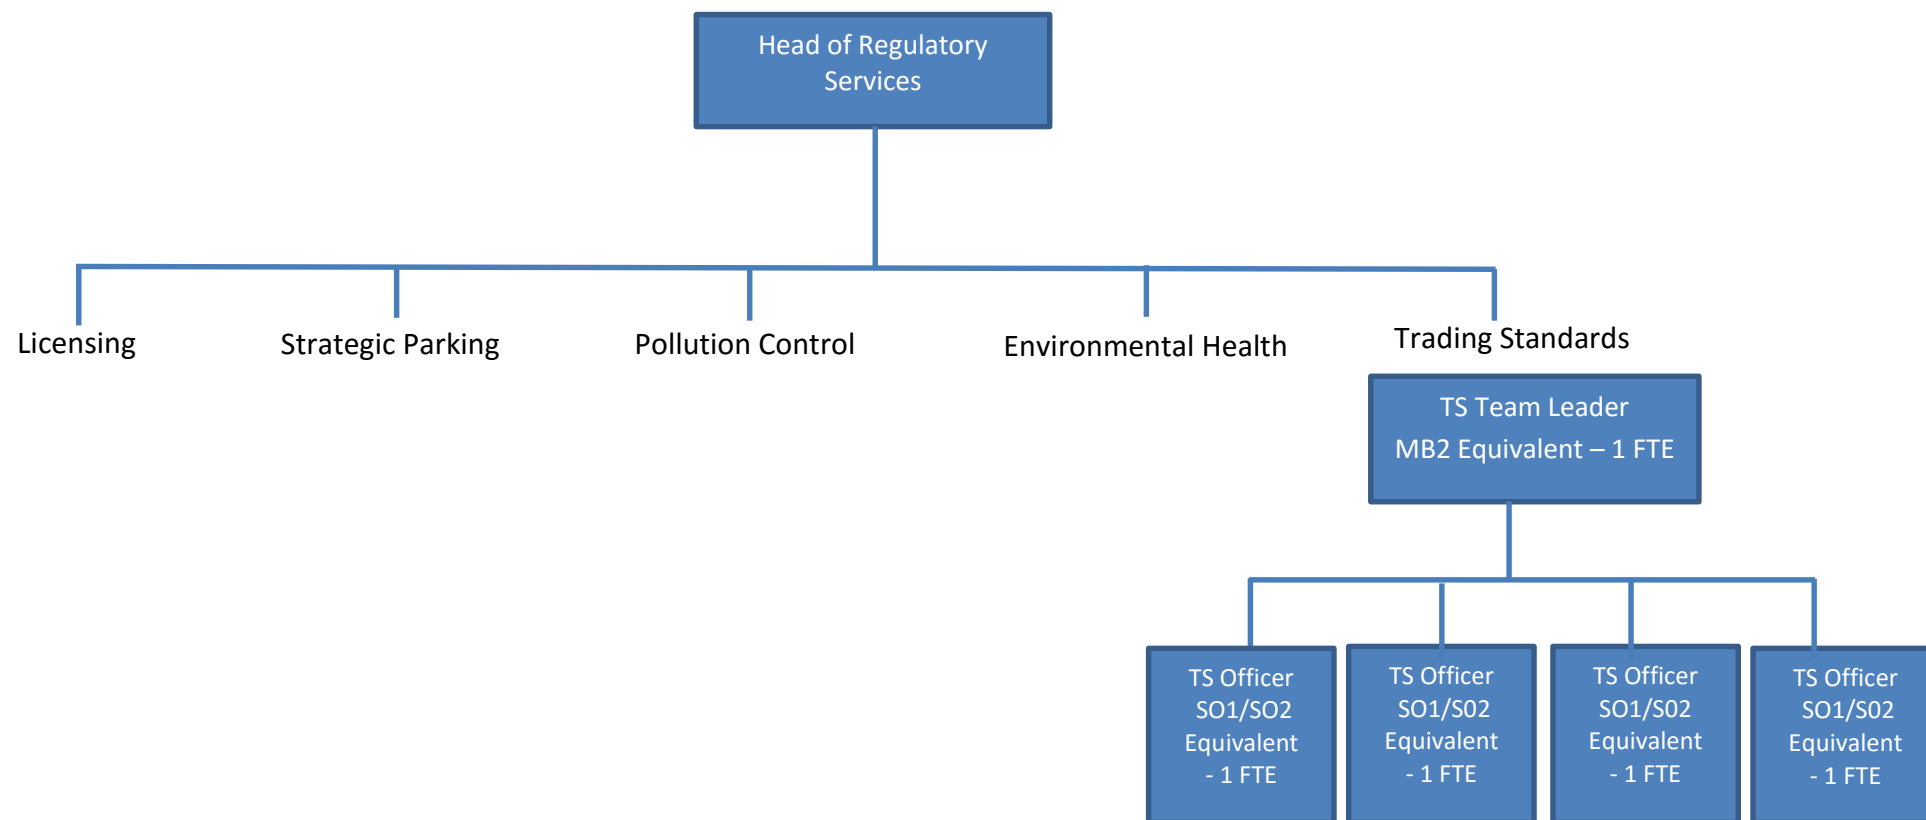 Head of Regulatory
Services
Licensing
Strategic Parking
Pollution Control
Environmental Health
Trading Standards
TS Team Leader
MB2 Equivalent – 1 FTE
TS Officer
SO1/SO2
Equivalent
- 1 FTE
TS Officer
SO1/S02
Equivalent
- 1 FTE
TS Officer
SO1/S02
Equivalent
- 1 FTE
TS Officer
SO1/S02
Equivalent
- 1 FTE